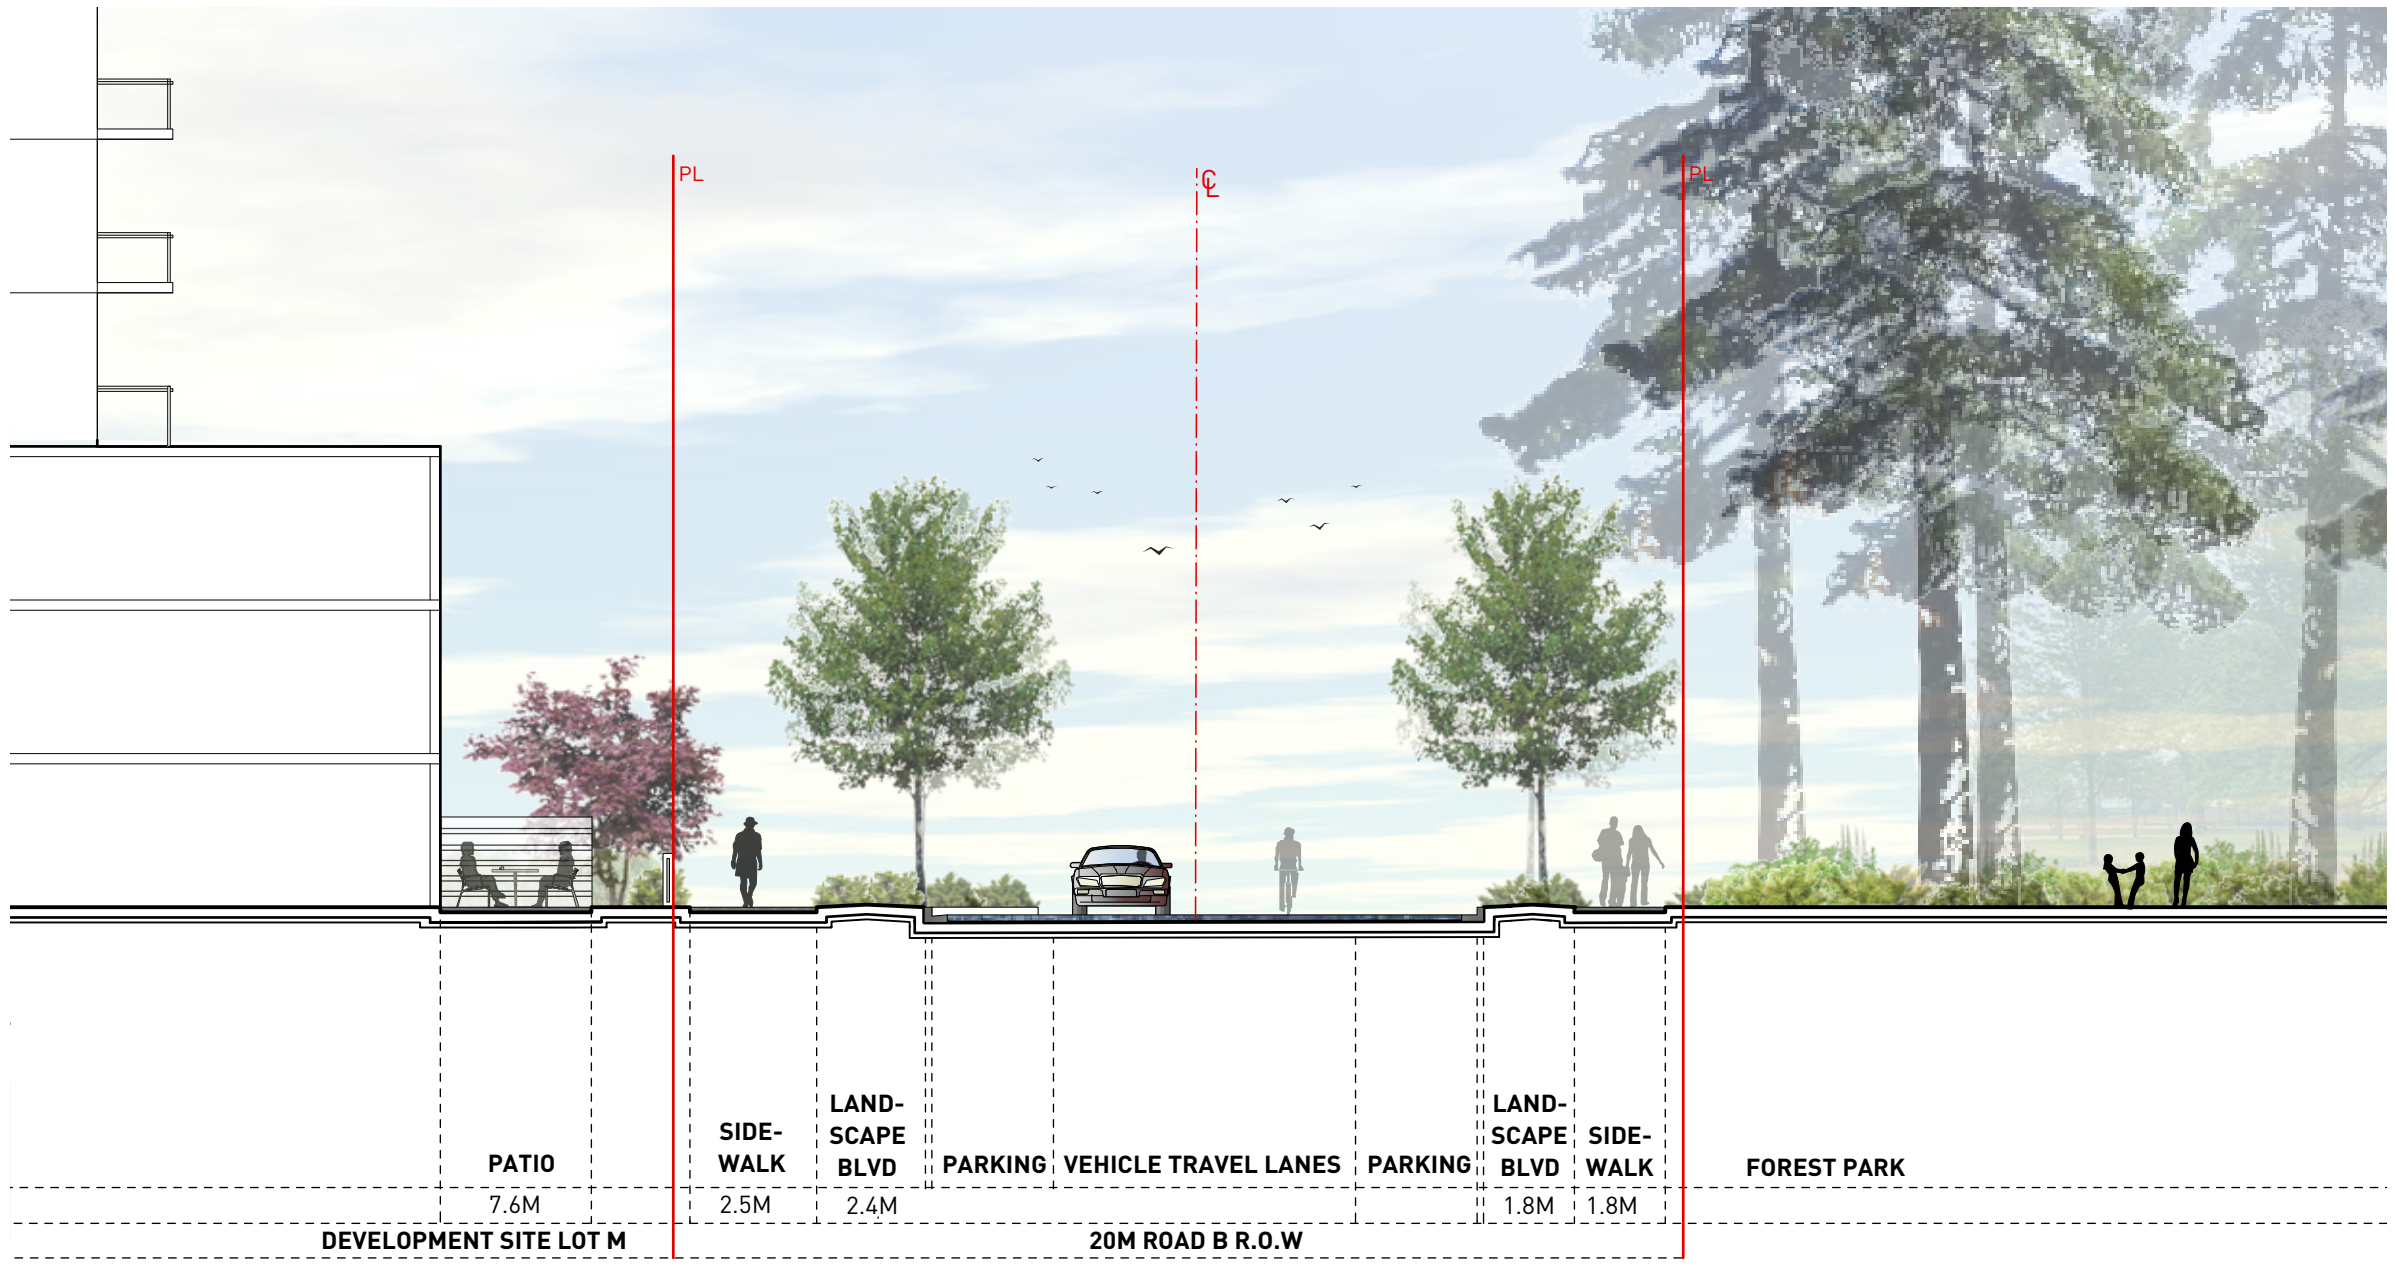 PL
℄
PL
LAND-
SCAPE
BLVD
LAND-
SCAPE
BLVD
SIDE-
WALK
SIDE-
WALK
PATIO
PARKING
VEHICLE TRAVEL LANES
PARKING
FOREST PARK
7.6M
2.5M
2.4M
1.8M
1.8M
DEVELOPMENT SITE LOT M
20M ROAD B R.O.W